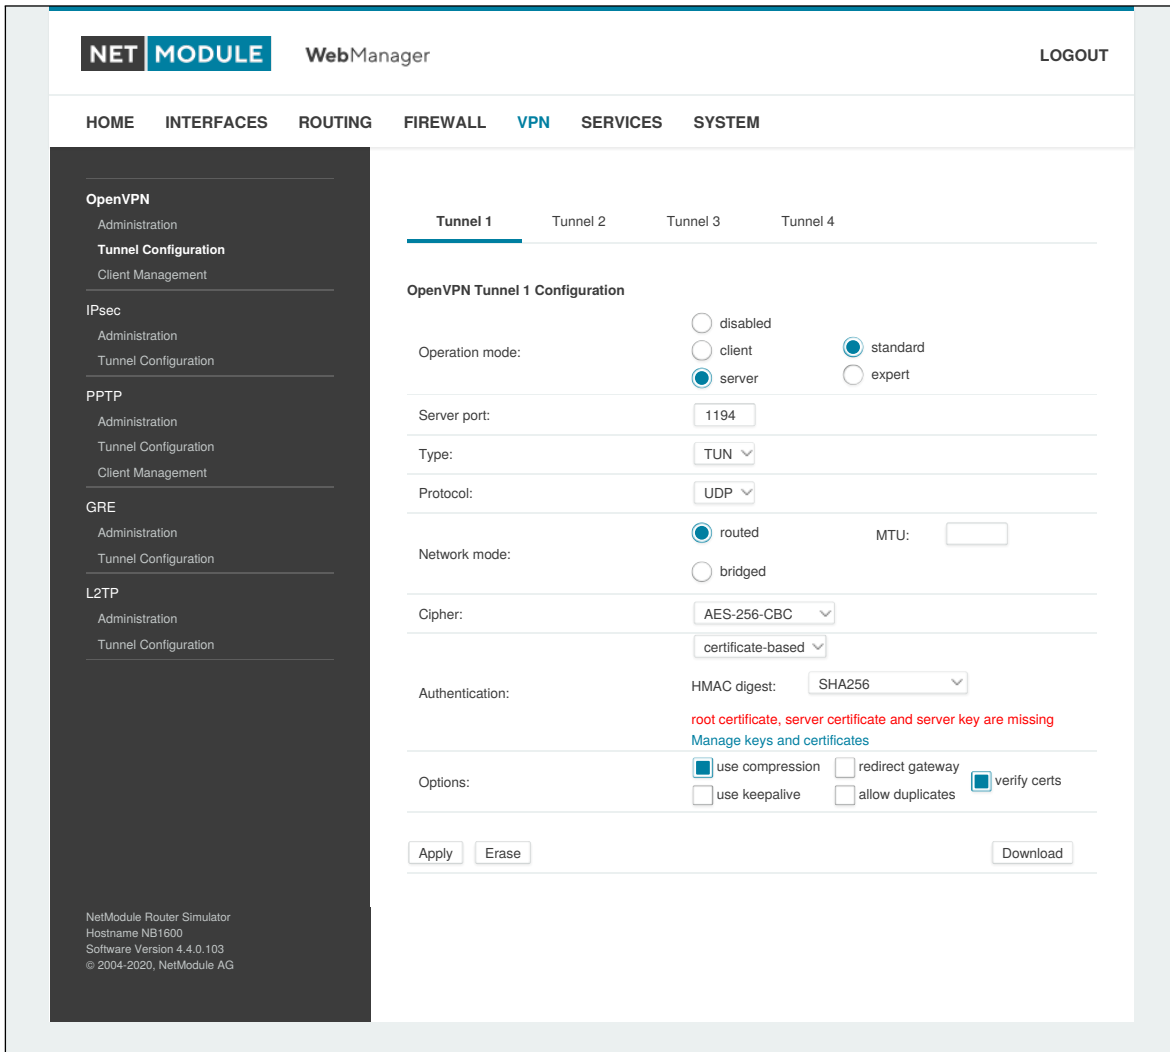 NET MODULE WebManager LOGOUT
HOME INTERFACES ROUTING FIREWALL VPN SERVICES SYSTEM
OpenVPN
Administration
Tunnel Configuration
Client Management
IPsec
Administration
Tunnel Configuration
PPTP
Administration
Tunnel Configuration
Client Management
GRE
Administration
Tunnel Configuration
L2TP
Administration
Tunnel Configuration
NetModule Router Simulator
Hostname NB1600
Software Version 4.4.0.103
© 2004-2020, NetModule AG
Tunnel 1 Tunnel 2 Tunnel 3 Tunnel 4
OpenVPN Tunnel 1 Configuration
Operation mode:
disabled
client
server
standard
expert
Server port: 1194
Type: TUN
Protocol: UDP
Network mode:
routed MTU:
bridged
Cipher: AES-256-CBC
Authentication:
certificate-based
HMAC digest: SHA256
root certificate, server certificate and server key are missing
Manage keys and certificates
Options:
use compression redirect gateway
use keepalive allow duplicates
verify certs
Apply Erase Download